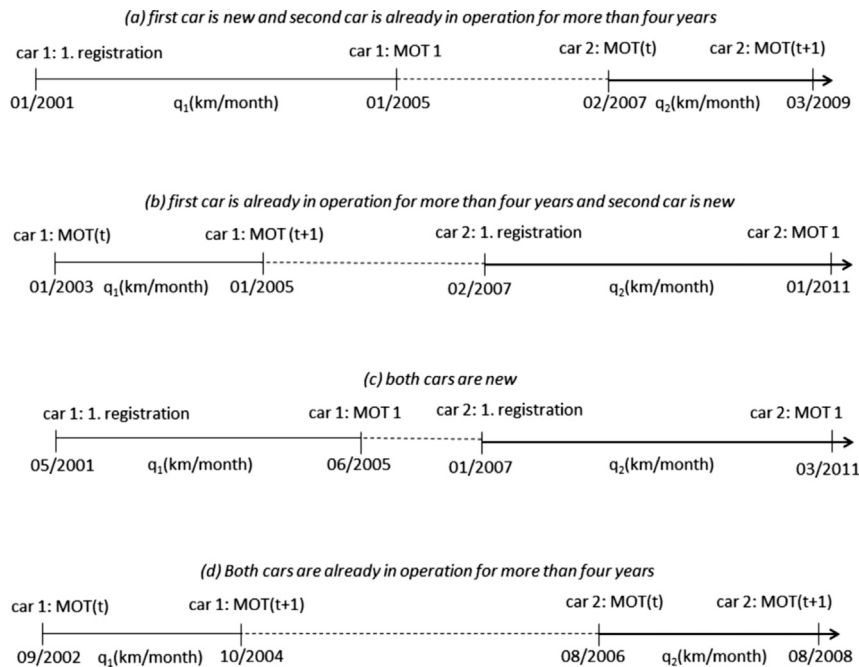 (a) first car is new and second car is already in operation for more than four years
car 1: 1. registration car 1: MOT 1 car 2: MOT(t) car 2: MOT(t+1)
01/2001 q₁(km/month) 01/2005 02/2007 q₂(km/month) 03/2009
(b) first car is already in operation for more than four years and second car is new
car 1: MOT(t) car 1: MOT (t+1) car 2: 1. registration car 2: MOT 1
01/2003 q₁(km/month) 01/2005 02/2007 q₂(km/month) 01/2011
(c) both cars are new
car 1: 1. registration car 1: MOT 1 car 2: 1. registration car 2: MOT 1
05/2001 q₁(km/month) 06/2005 01/2007 q₂(km/month) 03/2011
(d) Both cars are already in operation for more than four years
car 1: MOT(t) car 1: MOT(t+1) car 2: MOT(t) car 2: MOT(t+1)
09/2002 q₁(km/month) 10/2004 08/2006 q₂(km/month) 08/2008